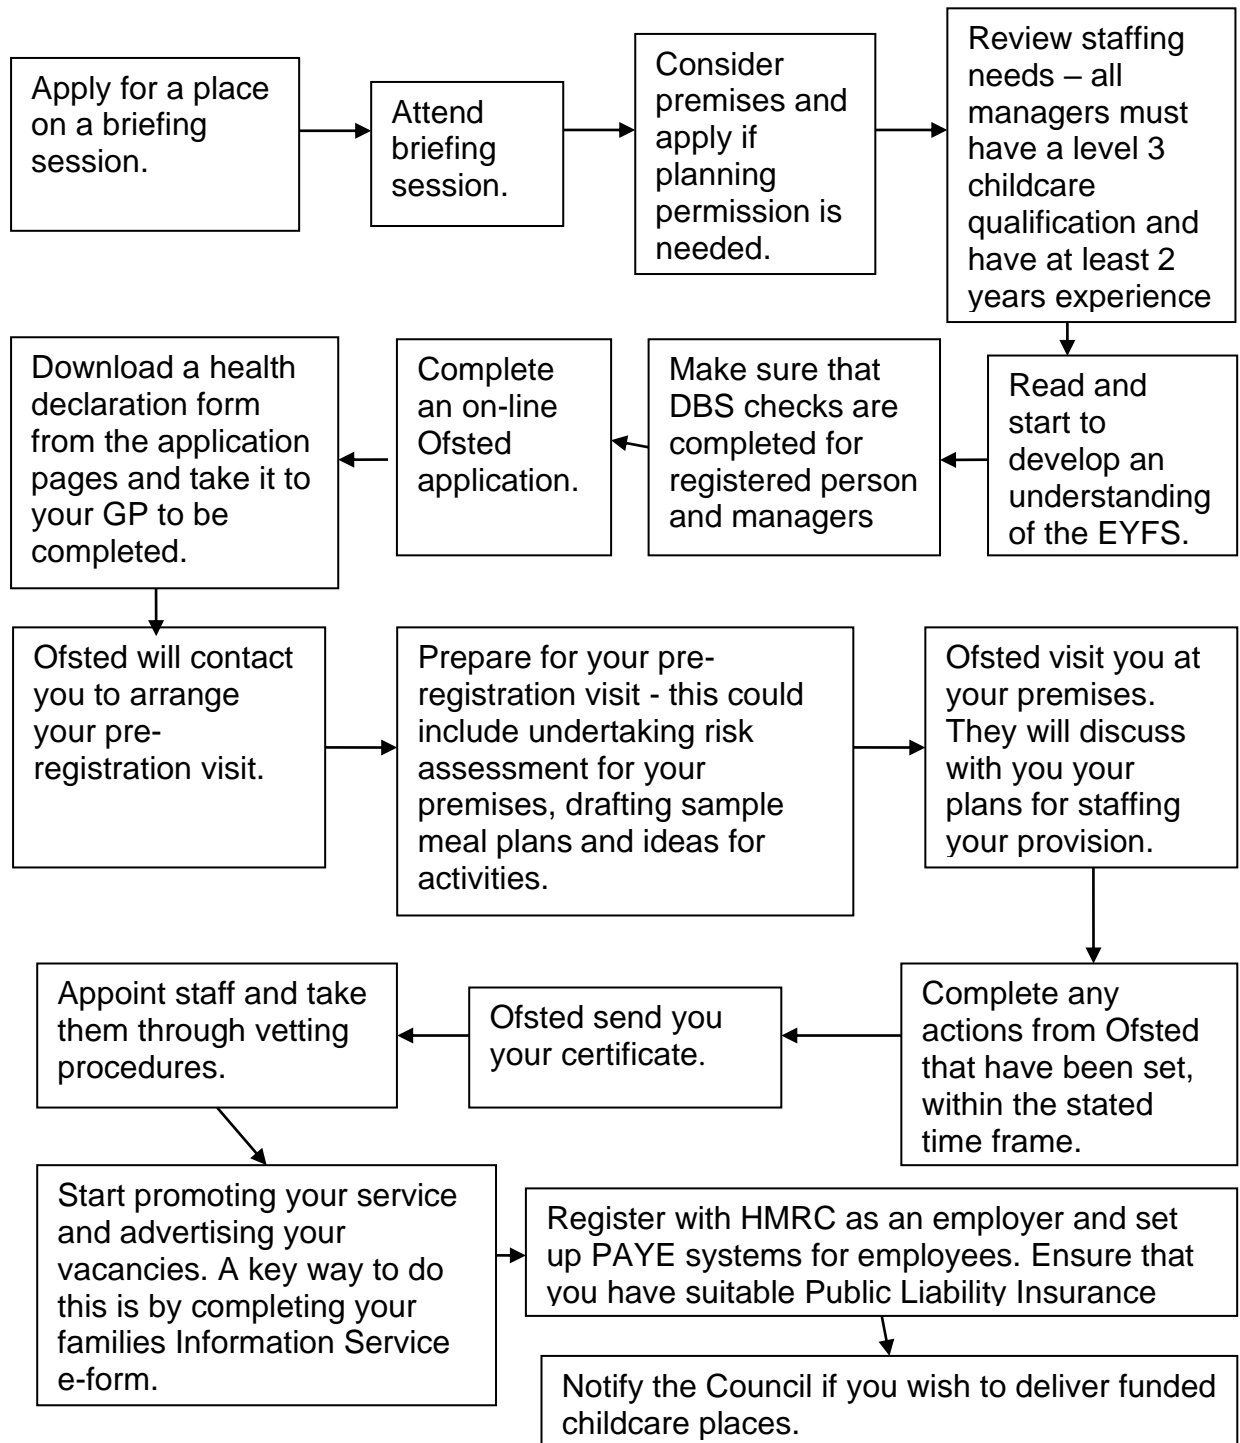 Apply for a place
on a briefing
session.
Attend
briefing
session.
Consider
premises and
apply if
planning
permission is
needed.
Review staffing
needs – all
managers must
have a level 3
childcare
qualification and
have at least 2
years experience
Read and
start to
develop an
understanding
of the EYFS.
Make sure that
DBS checks are
completed for
registered person
and managers
Complete
an on-line
Ofsted
application.
Download a health
declaration form
from the application
pages and take it to
your GP to be
completed.
Ofsted will contact
you to arrange
your pre-
registration visit.
Prepare for your pre-
registration visit - this could
include undertaking risk
assessment for your
premises, drafting sample
meal plans and ideas for
activities.
Ofsted visit you at
your premises.
They will discuss
with you your
plans for staffing
your provision.
Complete any
actions from Ofsted
that have been set,
within the stated
time frame.
Ofsted send you
your certificate.
Appoint staff and take
them through vetting
procedures.
Start promoting your service
and advertising your
vacancies. A key way to do
this is by completing your
families Information Service
e-form.
Register with HMRC as an employer and set
up PAYE systems for employees. Ensure that
you have suitable Public Liability Insurance
Notify the Council if you wish to deliver funded
childcare places.